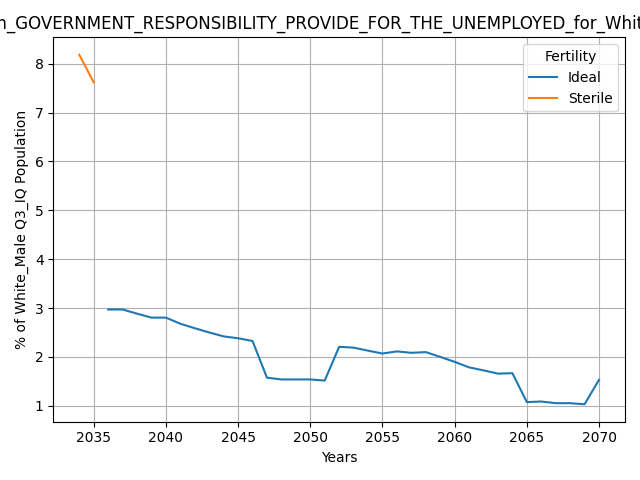 n_GOVERNMENT_RESPONSIBILITY_PROVIDE_FOR_THE_UNEMPLOYED_for_Whit
Fertility
Ideal
Sterile
% of White_Male Q3_IQ Population
8
7
6
5
4
3
2
1
2035 2040 2045 2050 2055 2060 2065 2070
Years